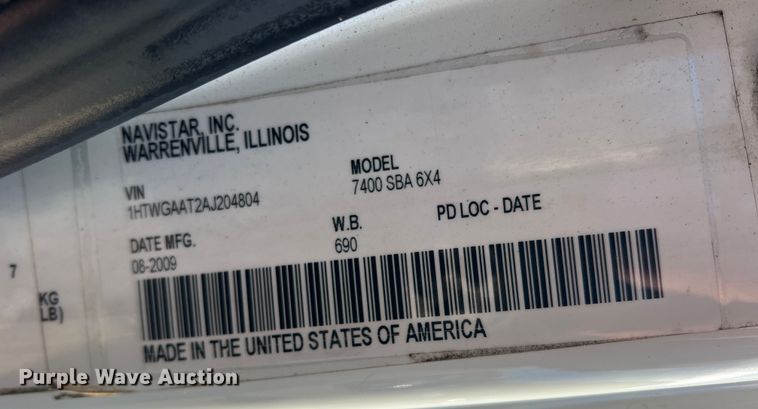 NAVISTAR, INC.
WARRENVILLE, ILLINOIS
VIN
1HTWGAAT2AJ204804
MODEL
7400 SBA 6X4
DATE MFG.
08-2009
W.B.
690
PD LOC - DATE
7
KG
LB)
MADE IN THE UNITED STATES OF AMERICA
Purple Wave Auction